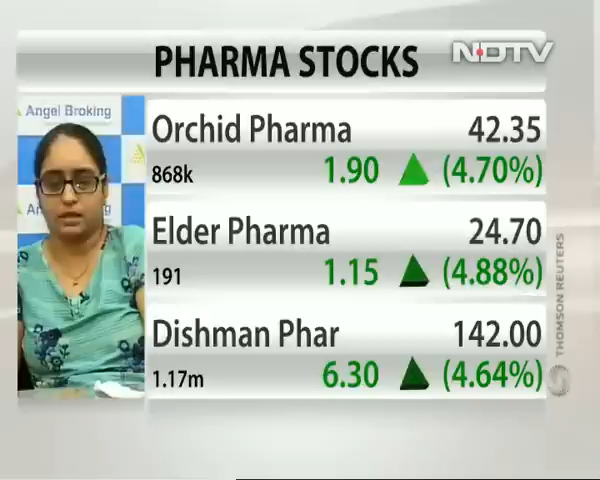 PHARMA STOCKS
NDTV
Angel Broking
Orchid Pharma 42.35
868k 1.90 (4.70%)
Elder Pharma 24.70
191 1.15 (4.88%)
Dishman Phar 142.00
1.17m 6.30 (4.64%)
THOMSON REUTERS